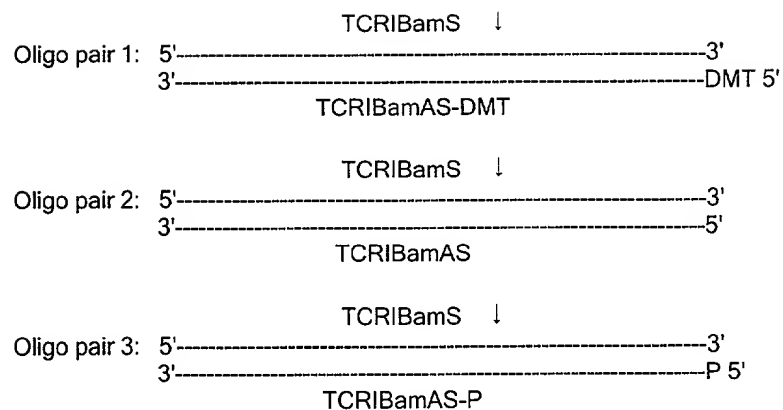 TCRIBamS ↓
Oligo pair 1: 5'------------------------------3'
3'------------------------------DMT 5'
TCRIBamAS-DMT
TCRIBamS ↓
Oligo pair 2: 5'------------------------------3'
3'------------------------------5'
TCRIBamAS
TCRIBamS ↓
Oligo pair 3: 5'------------------------------3'
3'------------------------------P 5'
TCRIBamAS-P